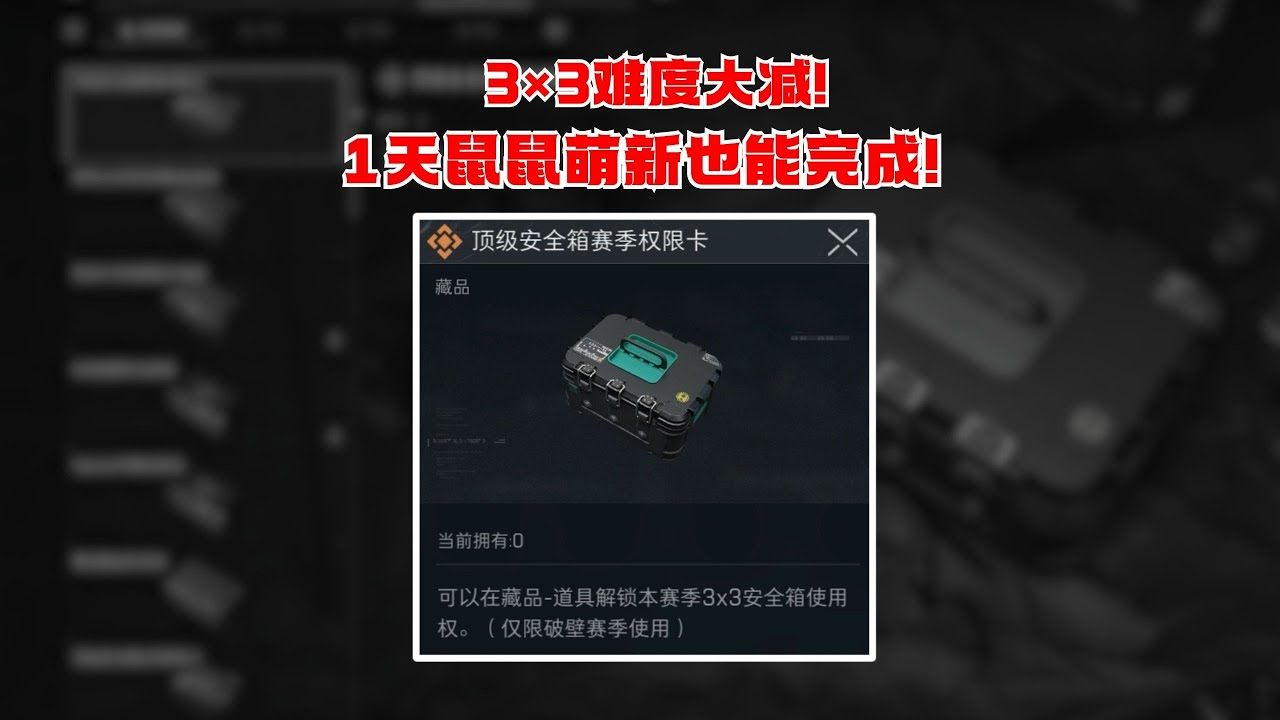 3×3难度大减!
1天鼠鼠萌新也能完成!
顶级安全箱赛季权限卡
藏品
当前拥有:0
可以在藏品-道具解锁本赛季3x3安全箱使用
权。(仅限破壁赛季使用)